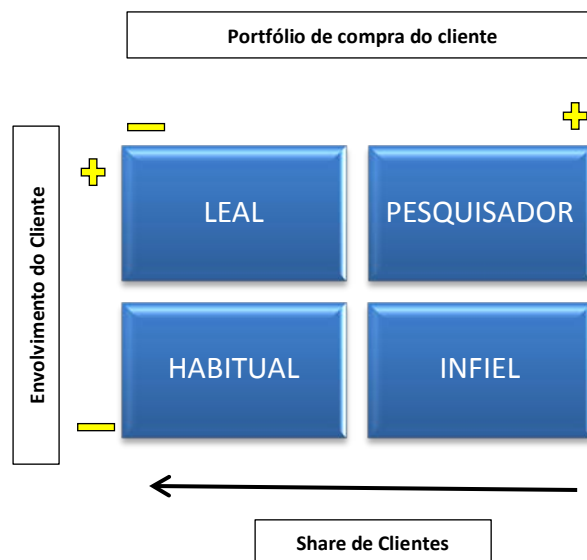 Portfólio de compra do cliente
Envolvimento do Cliente
LEAL
PESQUISADOR
HABITUAL
INFIEL
Share de Clientes